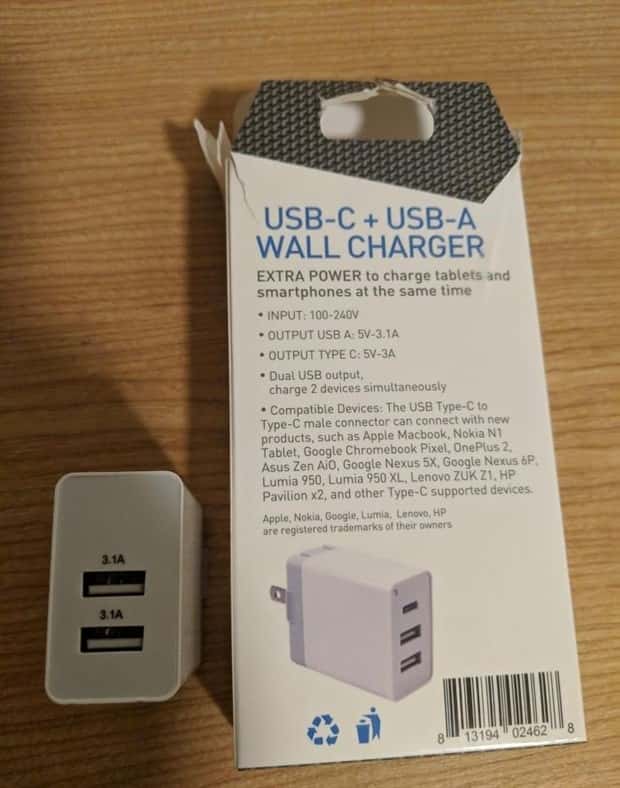 USB-C + USB-A
WALL CHARGER
EXTRA POWER to charge tablets and
smartphones at the same time
• INPUT: 100-240V
• OUTPUT USB A: 5V-3.1A
• OUTPUT TYPE C: 5V-3A
• Dual USB output,
charge 2 devices simultaneously
• Compatible Devices: The USB Type-C to
Type-C male connector can connect with new
products, such as Apple Macbook, Nokia N1
Tablet, Google Chromebook Pixel, OnePlus 2,
Asus Zen AiO, Google Nexus 5X, Google Nexus 6P,
Lumia 950, Lumia 950 XL, Lenovo ZUK Z1, HP
Pavilion x2, and other Type-C supported devices.
Apple, Nokia, Google, Lumia, Lenovo, HP
are registered trademarks of their owners
3.1A
3.1A
8 13194 02462 8